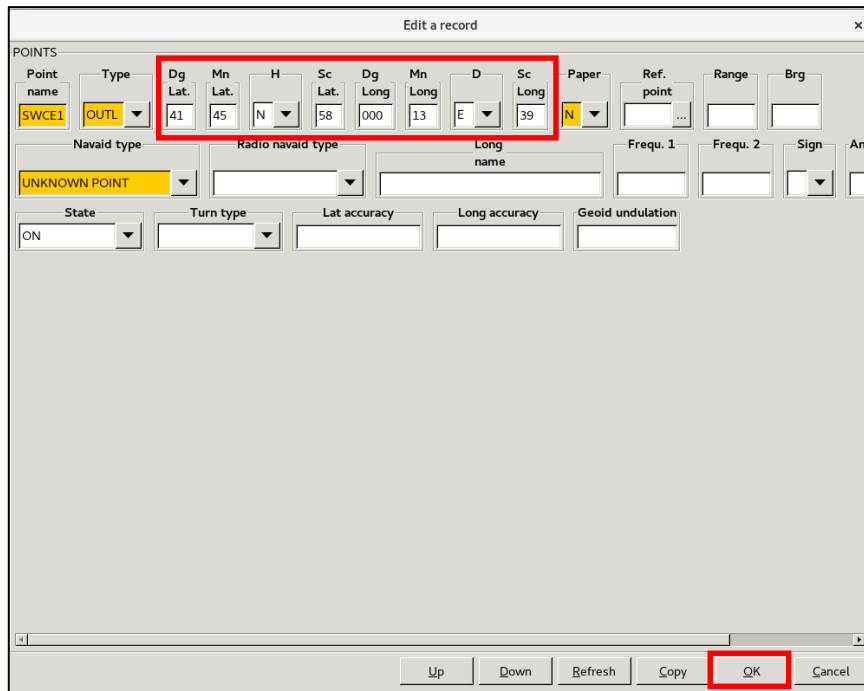 Edit a record ×
POINTS
Point name Type Dg Lat. Mn Lat. H Sc Lat. Dg Long Mn Long D Sc Long Paper Ref. point Range Brg
SWCE1 OUTL 41 45 N 58 000 13 E 39 N ...
Navaid type Radio navaid type Long name Frequ. 1 Frequ. 2 Sign An
UNKNOWN POINT
State Turn type Lat accuracy Long accuracy Geoid undulation
ON
Up Down Refresh Copy OK Cancel